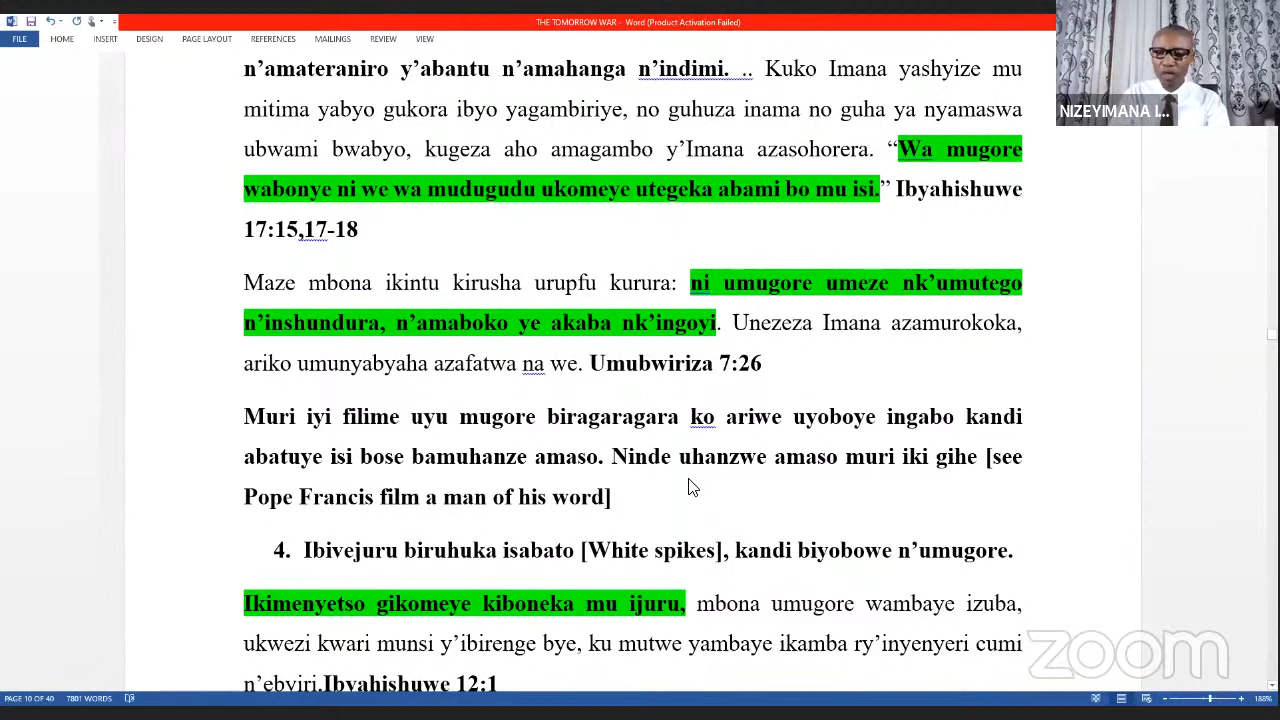 THE TOMORROW WAR - Word (Product Activation Failed)
FILE HOME INSERT DESIGN PAGE LAYOUT REFERENCES MAILINGS REVIEW VIEW
NIZEYIMANA I...
n’amateraniro y’abantu n’amahanga n’indimi. .. Kuko Imana yashyize mu
mitima yabyo gukora ibyo yagambiriye, no guhuza inama no guha ya nyamaswa
ubwami bwabyo, kugeza aho amagambo y’Imana azasohorera. “Wa mugore
wabonye ni we wa mudugudu ukomeye utegeka abami bo mu isi.” Ibyahishuwe
17:15,17-18
Maze mbona ikintu kirusha urupfu kurura: ni umugore umeze nk’umutego
n’inshundura, n’amaboko ye akaba nk’ingoyi. Unezeza Imana azamurokoka,
ariko umunyabyaha azafatwa na we. Umubwiriza 7:26
Muri iyi filime uyu mugore biragaragara ko ariwe uyoboye ingabo kandi
abatuye isi bose bamuhanze amaso. Ninde uhanzwe amaso muri iki gihe [see
Pope Francis film a man of his word]
4. Ibivejuru biruhuka isabato [White spikes], kandi biyobowe n’umugore.
Ikimenyetso gikomeye kiboneka mu ijuru, mbona umugore wambaye izuba,
ukwezi kwari munsi y’ibirenge bye, ku mutwe yambaye ikamba ry’inyenyeri cumi
n’ebyiri.Ibyahishuwe 12:1
zoom
PAGE 10 OF 40 7801 WORDS 188%